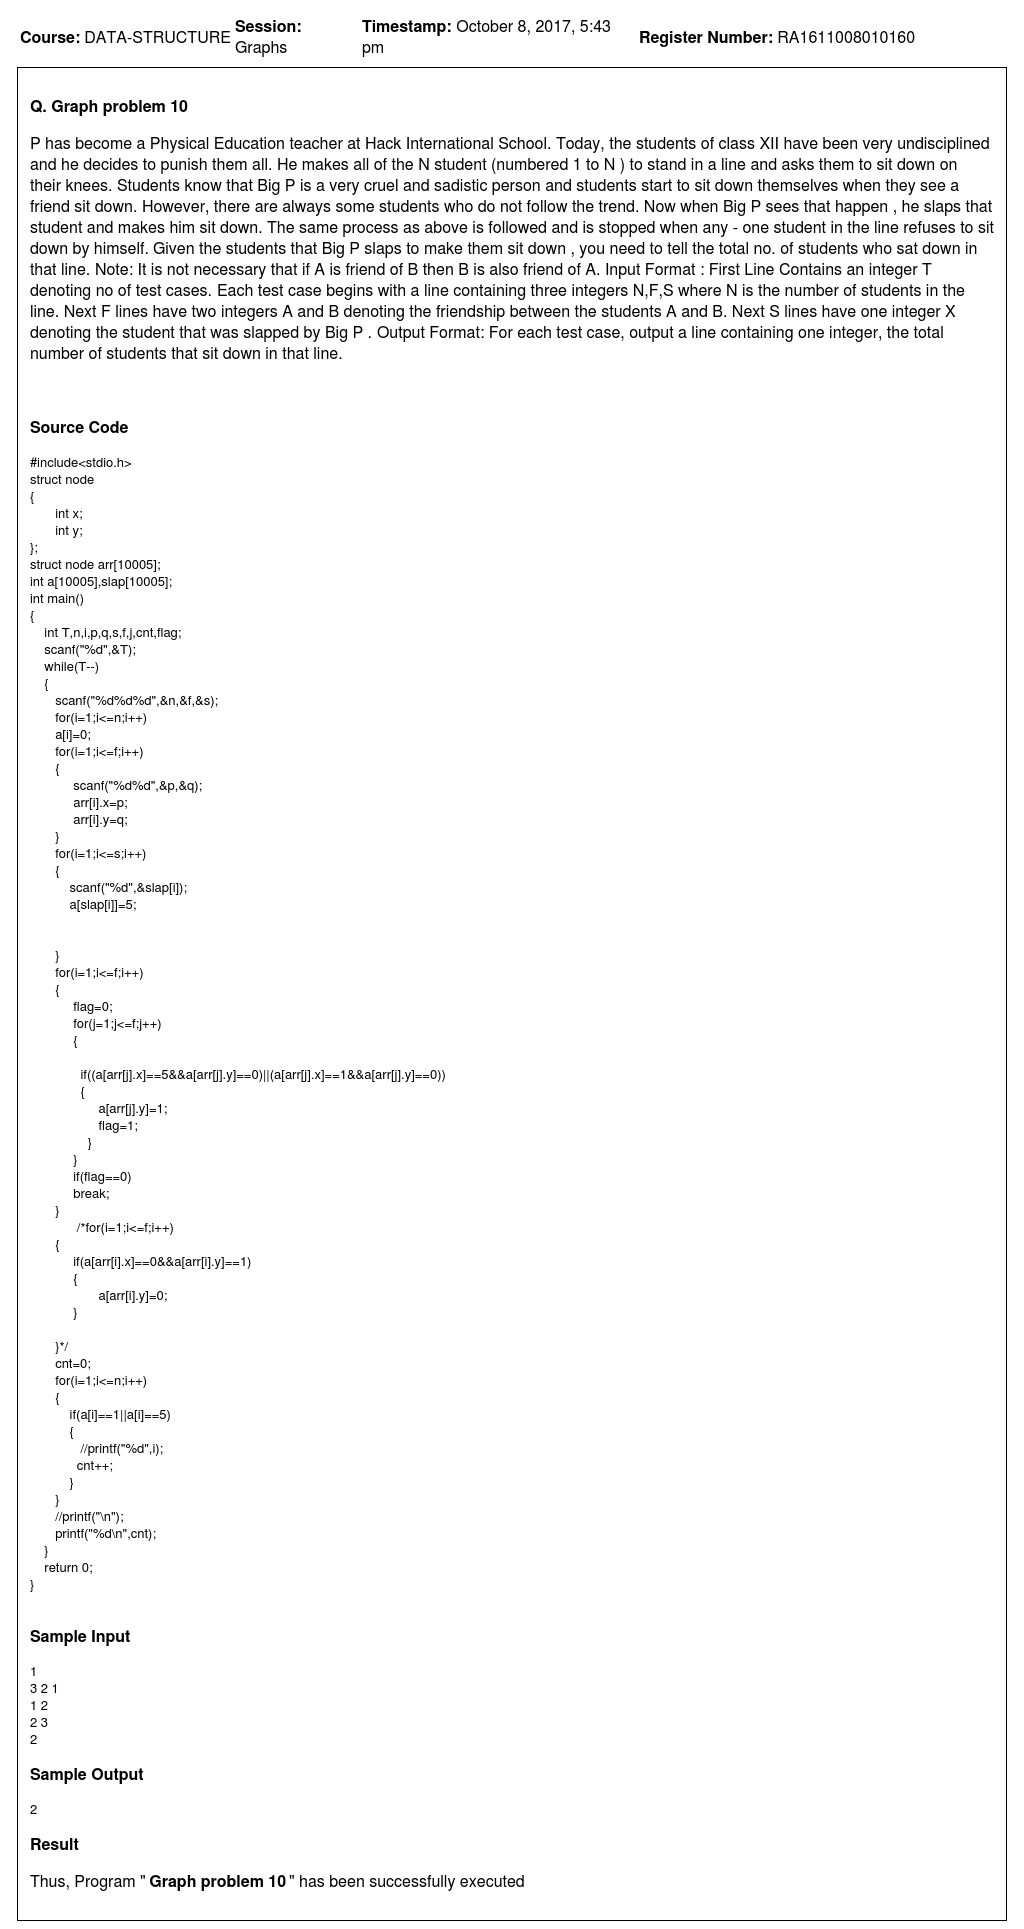 Course: DATA-STRUCTURE Session: Graphs Timestamp: October 8, 2017, 5:43 pm Register Number: RA1611008010160
Q. Graph problem 10
P has become a Physical Education teacher at Hack International School. Today, the students of class XII have been very undisciplined
and he decides to punish them all. He makes all of the N student (numbered 1 to N ) to stand in a line and asks them to sit down on
their knees. Students know that Big P is a very cruel and sadistic person and students start to sit down themselves when they see a
friend sit down. However, there are always some students who do not follow the trend. Now when Big P sees that happen , he slaps that
student and makes him sit down. The same process as above is followed and is stopped when any - one student in the line refuses to sit
down by himself. Given the students that Big P slaps to make them sit down , you need to tell the total no. of students who sat down in
that line. Note: It is not necessary that if A is friend of B then B is also friend of A. Input Format : First Line Contains an integer T
denoting no of test cases. Each test case begins with a line containing three integers N,F,S where N is the number of students in the
line. Next F lines have two integers A and B denoting the friendship between the students A and B. Next S lines have one integer X
denoting the student that was slapped by Big P . Output Format: For each test case, output a line containing one integer, the total
number of students that sit down in that line.
Source Code
#include<stdio.h>
struct node
{
int x;
int y;
};
struct node arr[10005];
int a[10005],slap[10005];
int main()
{
int T,n,i,p,q,s,f,j,cnt,flag;
scanf("%d",&T);
while(T--)
{
scanf("%d%d%d",&n,&f,&s);
for(i=1;i<=n;i++)
a[i]=0;
for(i=1;i<=f;i++)
{
scanf("%d%d",&p,&q);
arr[i].x=p;
arr[i].y=q;
}
for(i=1;i<=s;i++)
{
scanf("%d",&slap[i]);
a[slap[i]]=5;
}
for(i=1;i<=f;i++)
{
flag=0;
for(j=1;j<=f;j++)
{
if((a[arr[j].x]==5&&a[arr[j].y]==0)||(a[arr[j].x]==1&&a[arr[j].y]==0))
{
a[arr[j].y]=1;
flag=1;
}
}
if(flag==0)
break;
}
/*for(i=1;i<=f;i++)
{
if(a[arr[i].x]==0&&a[arr[i].y]==1)
{
a[arr[i].y]=0;
}
}*/
cnt=0;
for(i=1;i<=n;i++)
{
if(a[i]==1||a[i]==5)
{
//printf("%d",i);
cnt++;
}
}
//printf("\n");
printf("%d\n",cnt);
}
return 0;
}
Sample Input
1
3 2 1
1 2
2 3
2
Sample Output
2
Result
Thus, Program " Graph problem 10 " has been successfully executed